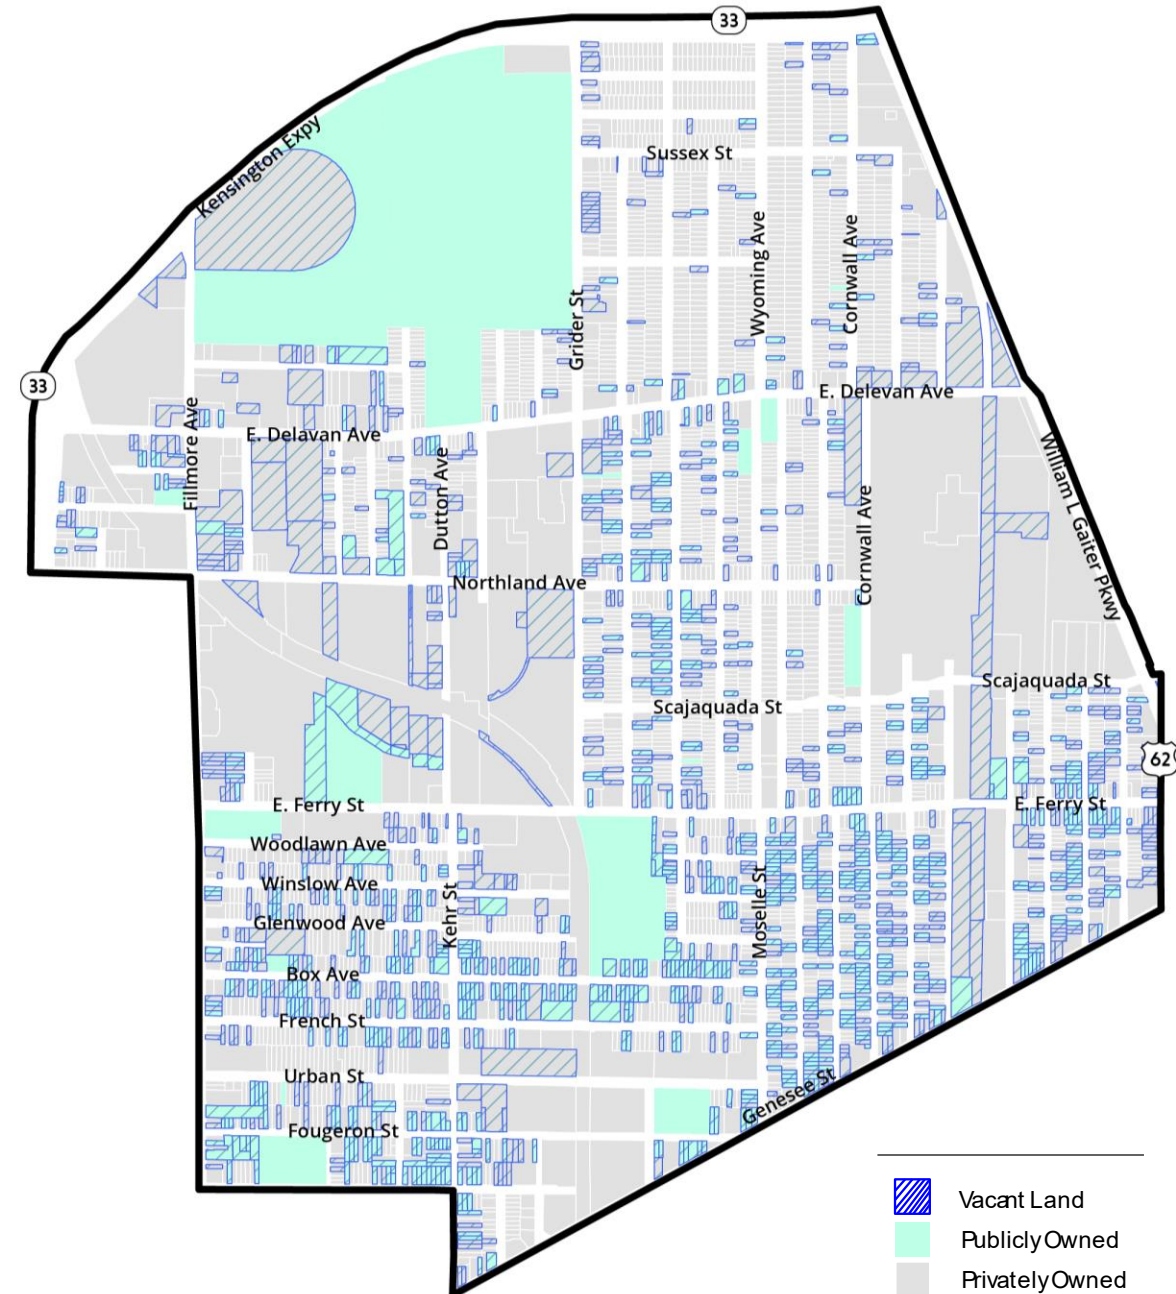 33
Kensington Expy
Sussex St
Wyoming Ave
Cornwall Ave
Grider St
33
E. Delevan Ave
Fillmore Ave
E. Delavan Ave
Dutton Ave
William L Gaiter Pkwy
Cornwall Ave
Northland Ave
Scajaquada St
Scajaquada St
62
E. Ferry St
E. Ferry St
Woodlawn Ave
Winslow Ave
Kehr St
Moselle St
Glenwood Ave
Box Ave
French St
Urban St
Genesee St
Fougeron St
Vacant Land
Publicly Owned
Privately Owned